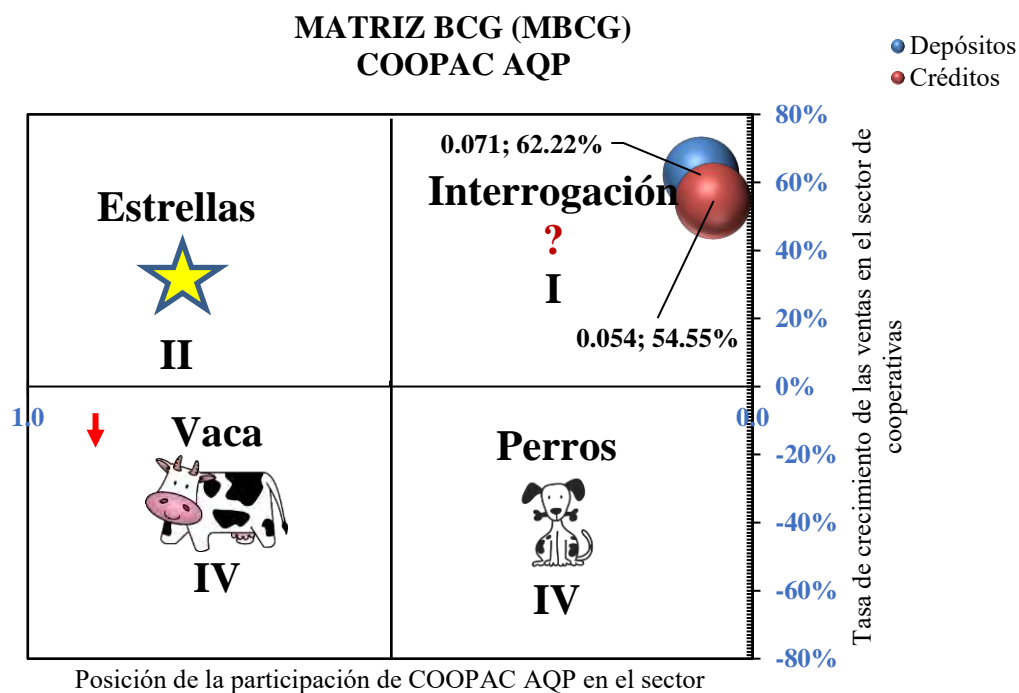 MATRIZ BCG (MBCG)
COOPAC AQP
Depósitos
Créditos
80%
60%
40%
20%
0%
-20%
-40%
-60%
-80%
Tasa de crecimiento de las ventas en el sector de
cooperativas
0.071; 62.22%
Estrellas
II
Interrogación
?
I
0.054; 54.55%
1.0
0.0
Vaca
IV
Perros
IV
Posición de la participación de COOPAC AQP en el sector